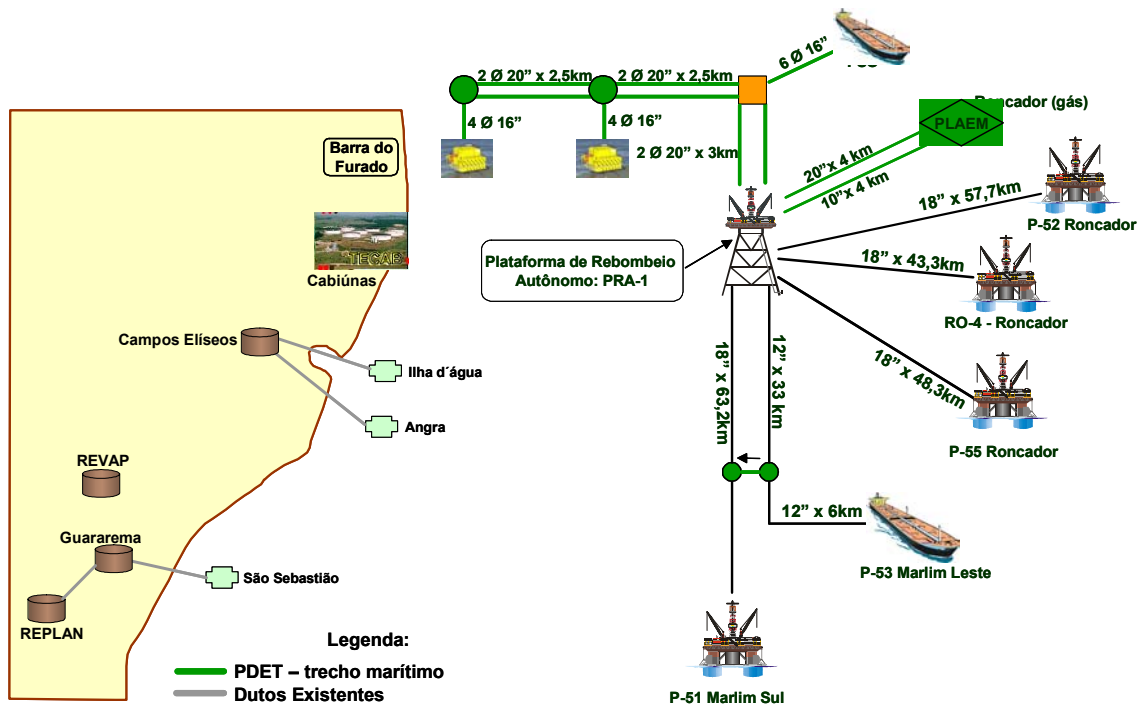 6 Ø 16”
2 Ø 20” x 2,5km
2 Ø 20” x 2,5km
4 Ø 16”
4 Ø 16”
2 Ø 20” x 3km
Roncador (gás)
PLAEM
20”x 4 km
10”x 4 km
18” x 57,7km
P-52 Roncador
18” x 43,3km
RO-4 - Roncador
18” x 48,3km
P-55 Roncador
Barra do
Furado
TECAB
Cabiúnas
Plataforma de Rebombeio
Autônomo: PRA-1
Campos Elíseos
Ilha d´água
Angra
18” x 63,2km
12” x 33 km
REVAP
12” x 6km
P-53 Marlim Leste
Guararema
São Sebastião
REPLAN
P-51 Marlim Sul
Legenda:
PDET – trecho marítimo
Dutos Existentes